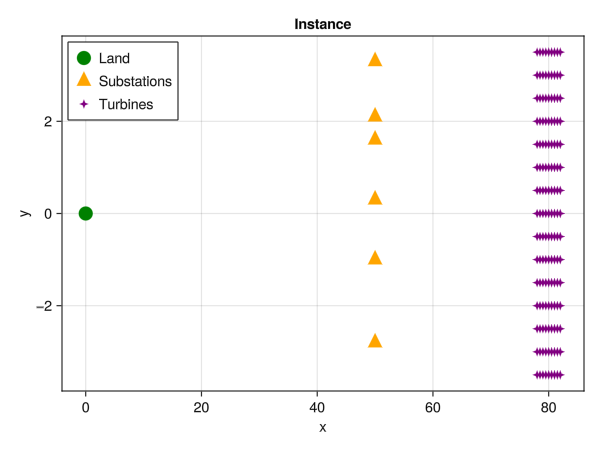 Instance
Land
Substations
Turbines
2
0
−2
y
0
20
40
60
80
x